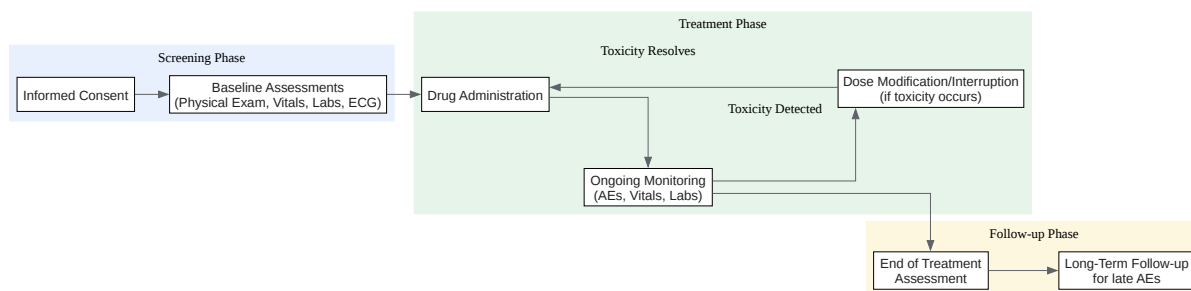 Treatment Phase
Screening Phase
Toxicity Resolves
Informed Consent
Baseline Assessments
(Physical Exam, Vitals, Labs, ECG)
Drug Administration
Dose Modification/Interruption
(if toxicity occurs)
Toxicity Detected
Ongoing Monitoring
(AEs, Vitals, Labs)
Follow-up Phase
End of Treatment
Assessment
Long-Term Follow-up
for late AEs